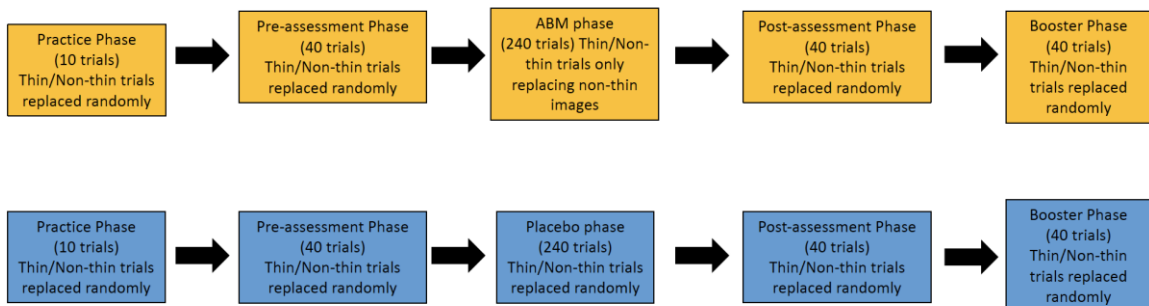 Practice Phase
(10 trials)
Thin/Non-thin trials
replaced randomly
Pre-assessment Phase
(40 trials)
Thin/Non-thin trials
replaced randomly
ABM phase
(240 trials) Thin/Non-
thin trials only
replacing non-thin
images
Post-assessment Phase
(40 trials)
Thin/Non-thin trials
replaced randomly
Booster Phase
(40 trials)
Thin/Non-thin
trials replaced
randomly
Practice Phase
(10 trials)
Thin/Non-thin trials
replaced randomly
Pre-assessment Phase
(40 trials)
Thin/Non-thin trials
replaced randomly
Placebo phase
(240 trials)
Thin/Non-thin trials
replaced randomly
Post-assessment Phase
(40 trials)
Thin/Non-thin trials
replaced randomly
Booster Phase
(40 trials)
Thin/Non-thin
trials replaced
randomly